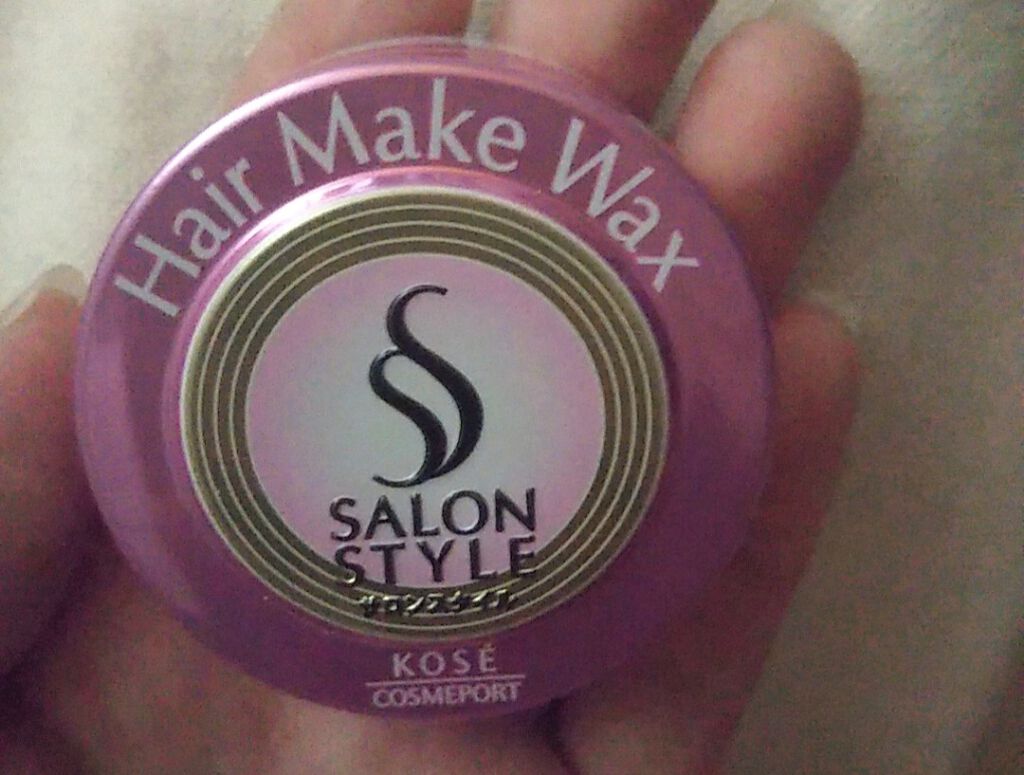 Hair Make Wax
SALON
STYLE
サロンスタイル
KOSÉ
COSMEPORT